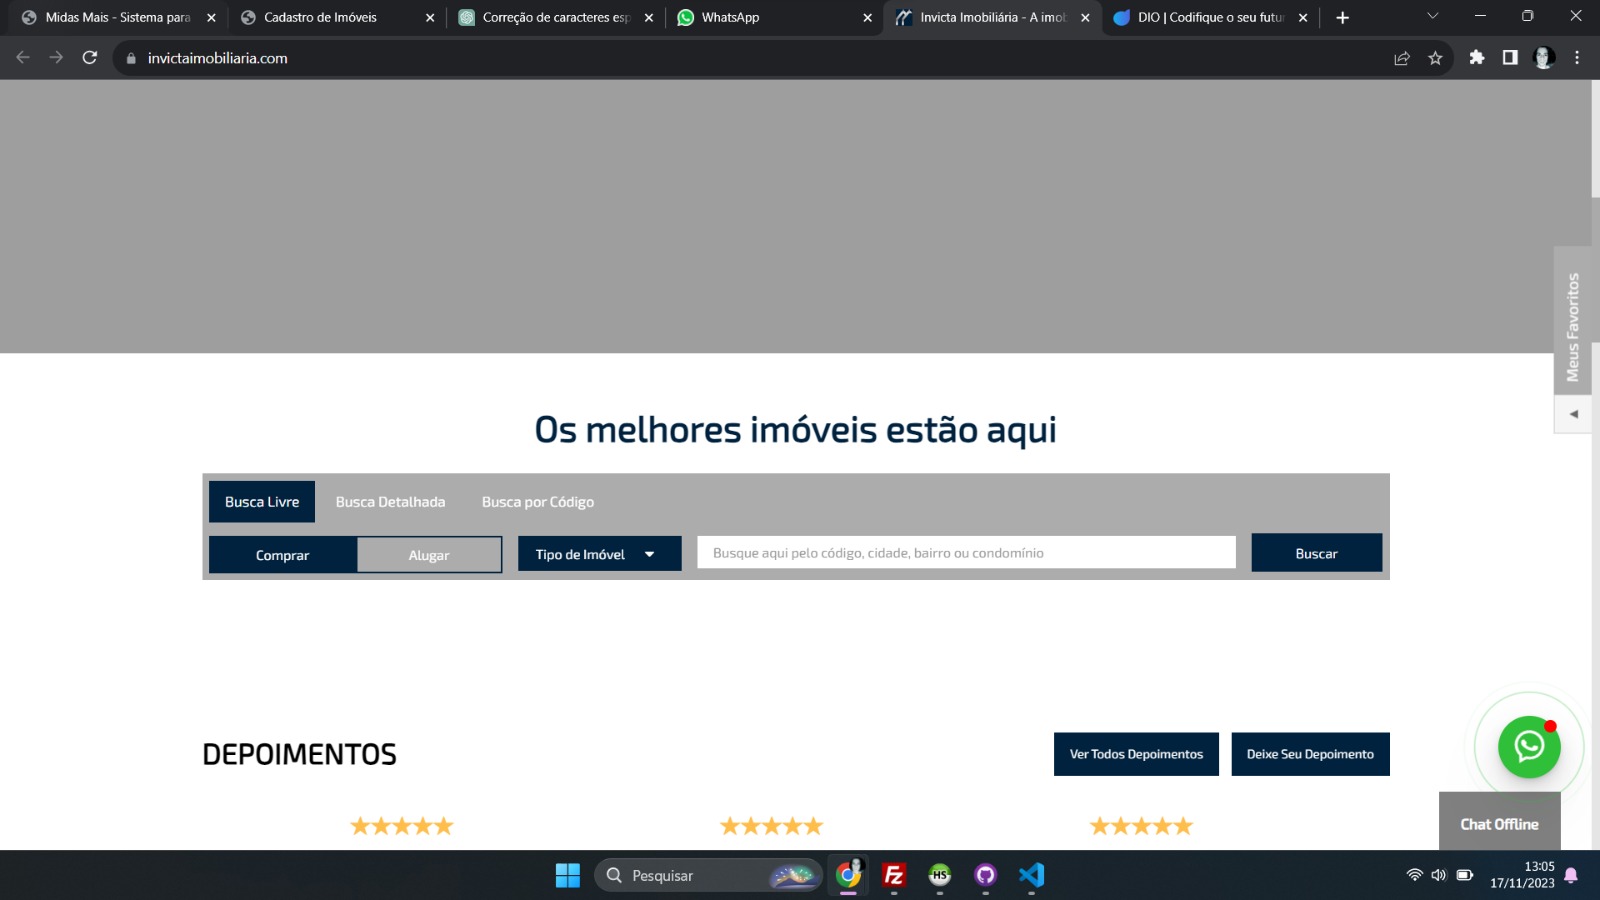 Midas Mais - Sistema para
Cadastro de Imóveis
Correção de caracteres esp
WhatsApp
Invicta Imobiliária - A imob
DIO | Codifique o seu futur
invictaimobiliaria.com
Meus Favoritos
Os melhores imóveis estão aqui
Busca Livre
Busca Detalhada
Busca por Código
Comprar
Alugar
Tipo de Imóvel
Busque aqui pelo código, cidade, bairro ou condomínio
Buscar
DEPOIMENTOS
Ver Todos Depoimentos
Deixe Seu Depoimento
Chat Offline
Pesquisar
FZ
HS
13:05
17/11/2023